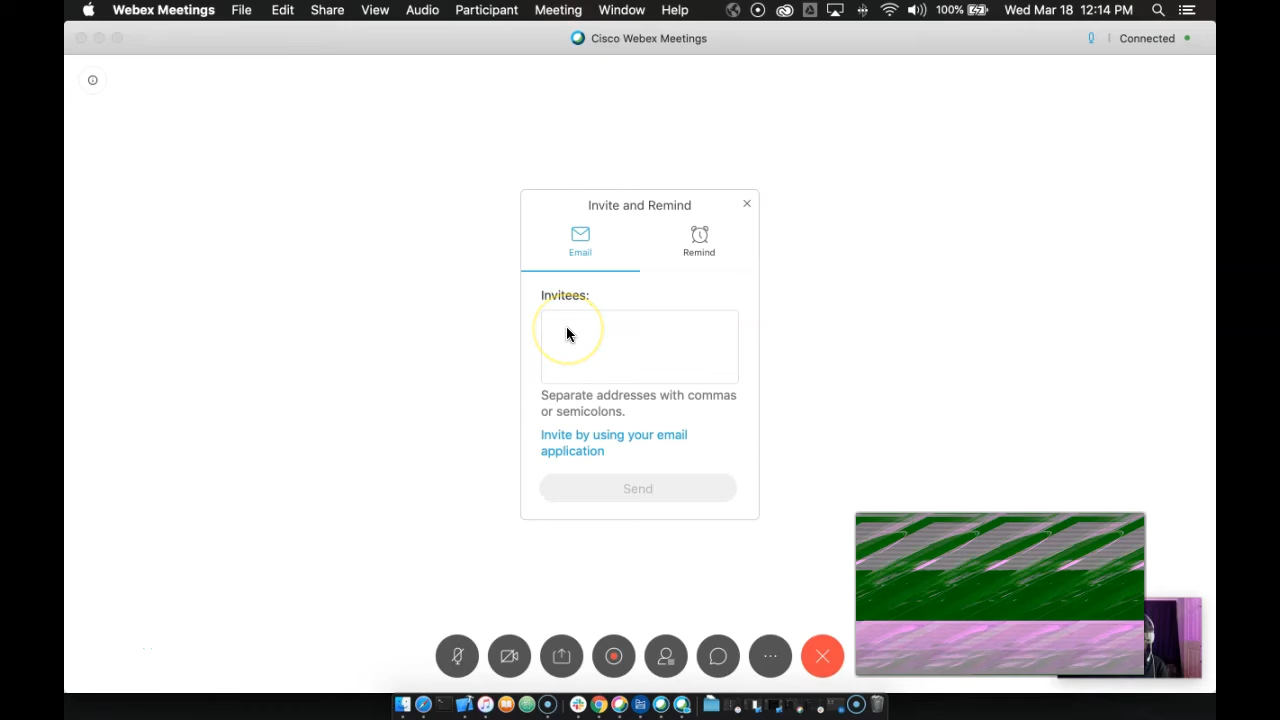 Webex Meetings File Edit Share View Audio Participant Meeting Window Help 100% Wed Mar 18 12:14 PM
Cisco Webex Meetings Connected
Invite and Remind
Email Remind
Invitees:
Separate addresses with commas
or semicolons.
Invite by using your email
application
Send